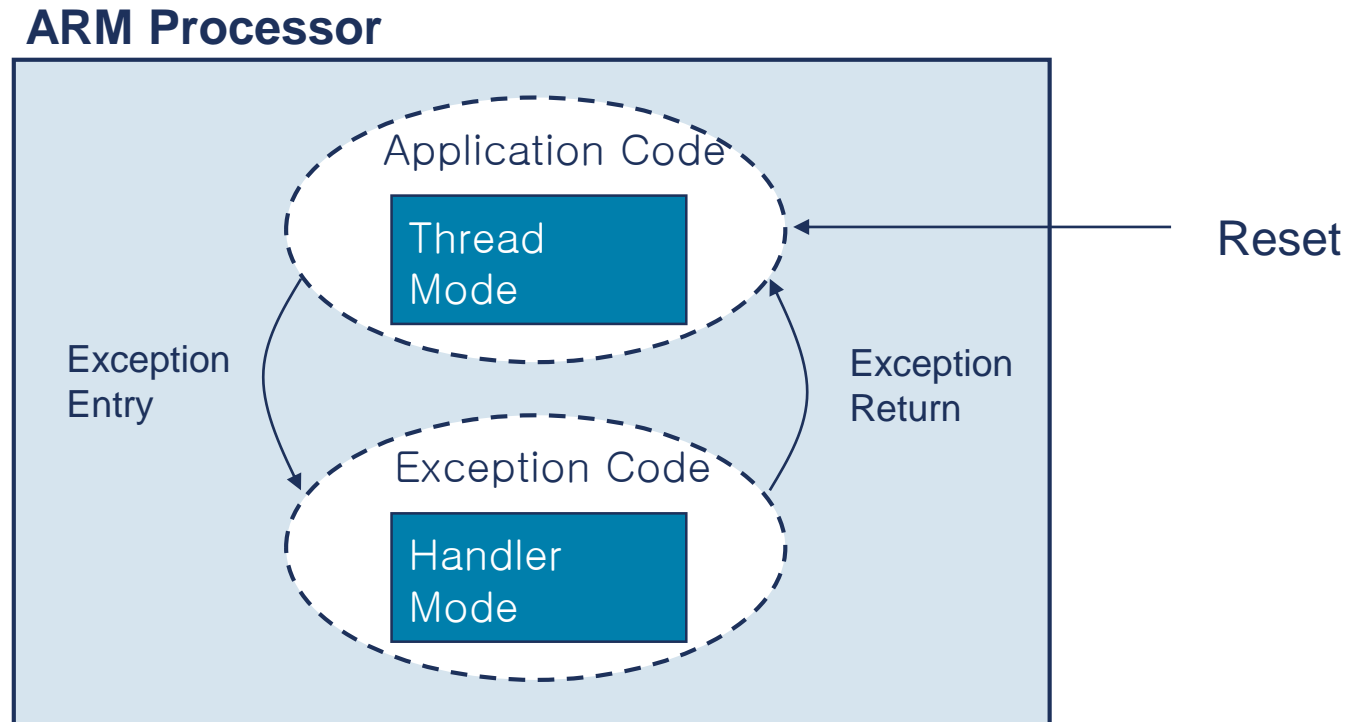 ARM Processor
Application Code
Thread
Mode
Reset
Exception
Entry
Exception
Return
Exception Code
Handler
Mode